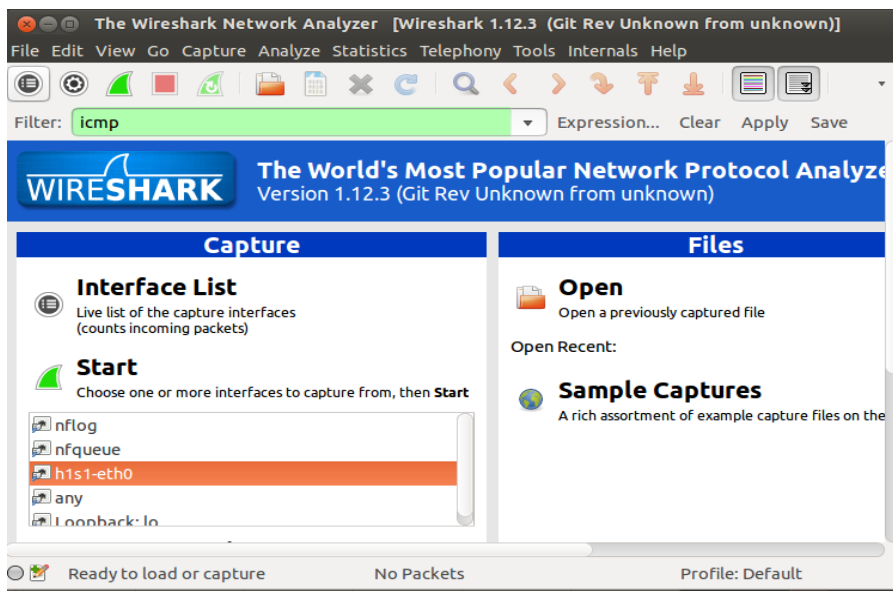 The Wireshark Network Analyzer [Wireshark 1.12.3 (Git Rev Unknown from unknown)]
File Edit View Go Capture Analyze Statistics Telephony Tools Internals Help
Filter: icmp Expression... Clear Apply Save
WIRESHARK
The World's Most Popular Network Protocol Analyze
Version 1.12.3 (Git Rev Unknown from unknown)
Capture
Interface List
Live list of the capture interfaces
(counts incoming packets)
Start
Choose one or more interfaces to capture from, then Start
nflog
nfqueue
h1s1-eth0
any
Loopback: lo
Files
Open
Open a previously captured file
Open Recent:
Sample Captures
A rich assortment of example capture files on the
Ready to load or capture No Packets Profile: Default